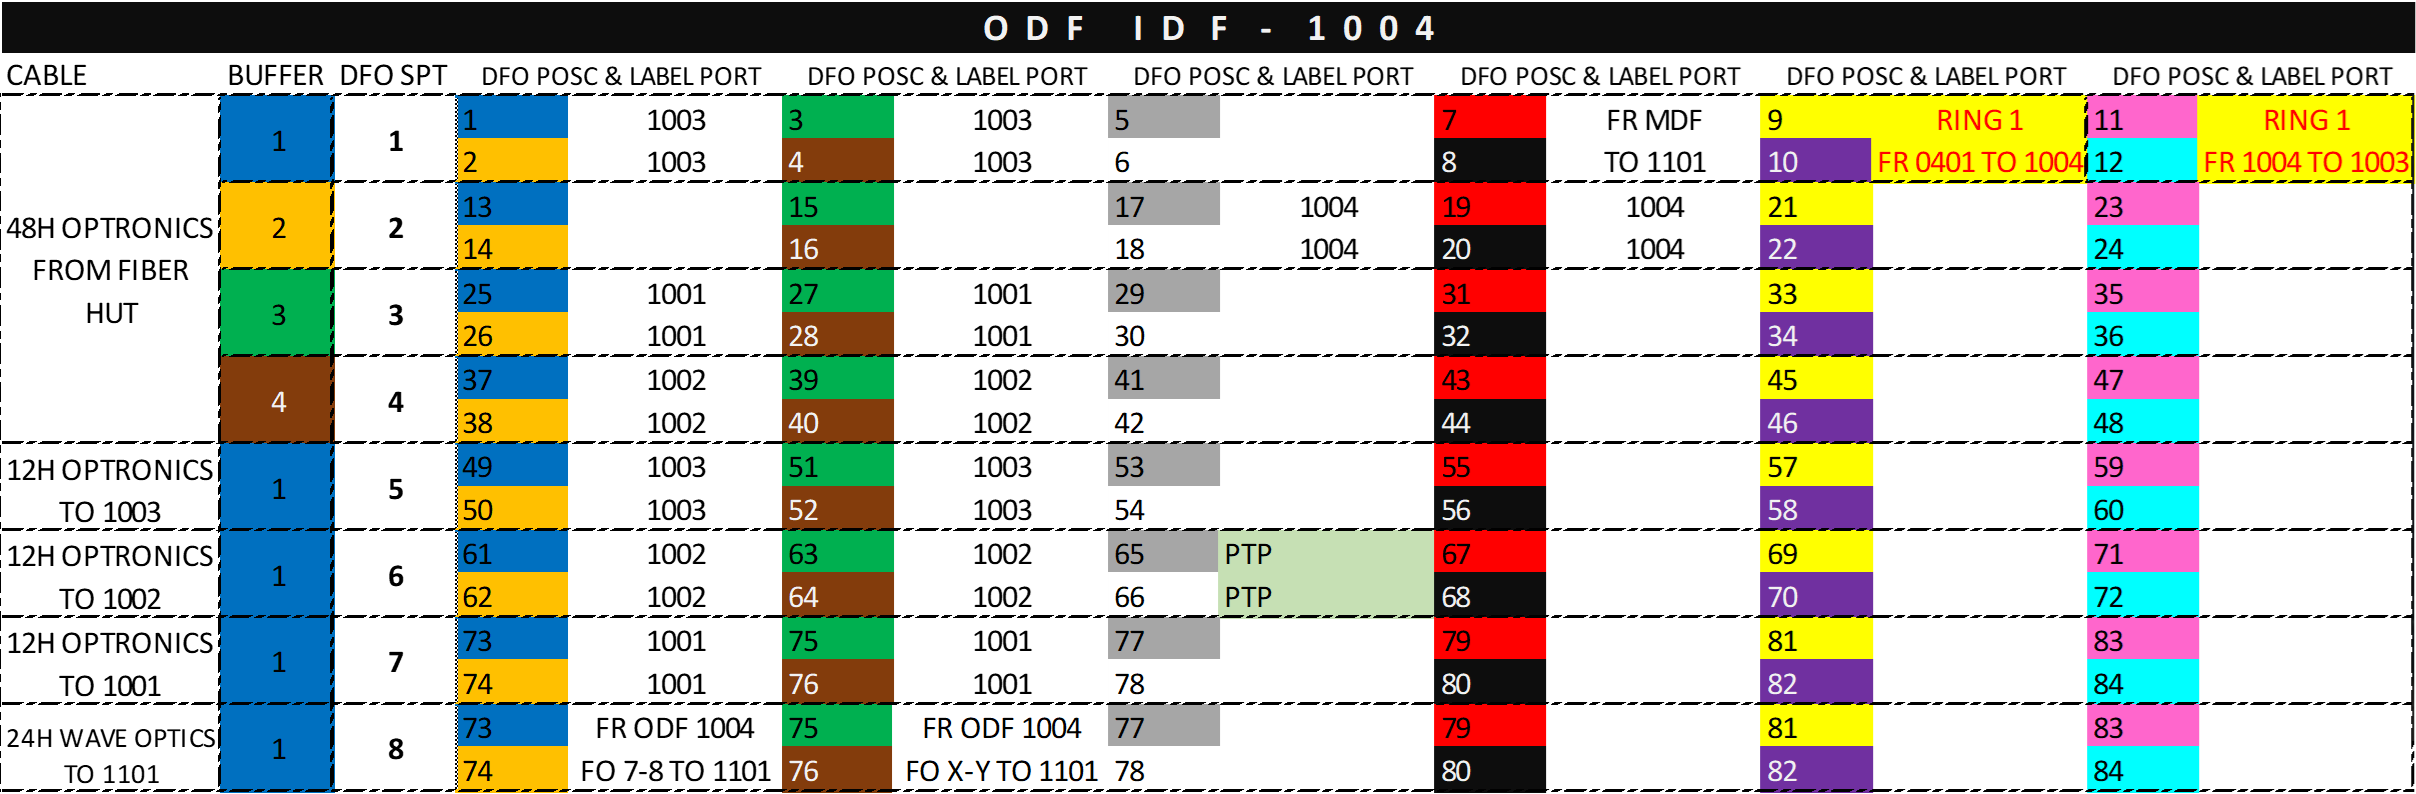 ODF IDF - 1004
CABLE BUFFER DFO SPT DFO POSC & LABEL PORT DFO POSC & LABEL PORT DFO POSC & LABEL PORT DFO POSC & LABEL PORT DFO POSC & LABEL PORT DFO POSC & LABEL PORT
48H OPTRONICS
FROM FIBER
HUT
1 1
1 1003 3 1003 5 7 FR MDF 9 RING 1 11 RING 1
2 1003 4 1003 6 8 TO 1101 10 FR 0401 TO 1004 12 FR 1004 TO 1003
2 2
13 15 17 1004 19 1004 21 23
14 16 18 1004 20 1004 22 24
3 3
25 1001 27 1001 29 31 33 35
26 1001 28 1001 30 32 34 36
4 4
37 1002 39 1002 41 43 45 47
38 1002 40 1002 42 44 46 48
12H OPTRONICS
TO 1003
1 5
49 1003 51 1003 53 55 57 59
50 1003 52 1003 54 56 58 60
12H OPTRONICS
TO 1002
1 6
61 1002 63 1002 65 PTP 67 69 71
62 1002 64 1002 66 PTP 68 70 72
12H OPTRONICS
TO 1001
1 7
73 1001 75 1001 77 79 81 83
74 1001 76 1001 78 80 82 84
24H WAVE OPTICS
TO 1101
1 8
73 FR ODF 1004 75 FR ODF 1004 77 79 81 83
74 FO 7-8 TO 1101 76 FO X-Y TO 1101 78 80 82 84